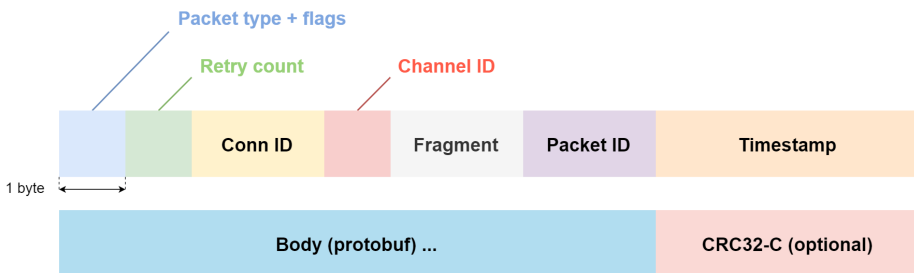 Packet type + flags
Retry count
Channel ID
Conn ID
Fragment
Packet ID
Timestamp
1 byte
Body (protobuf) ...
CRC32-C (optional)